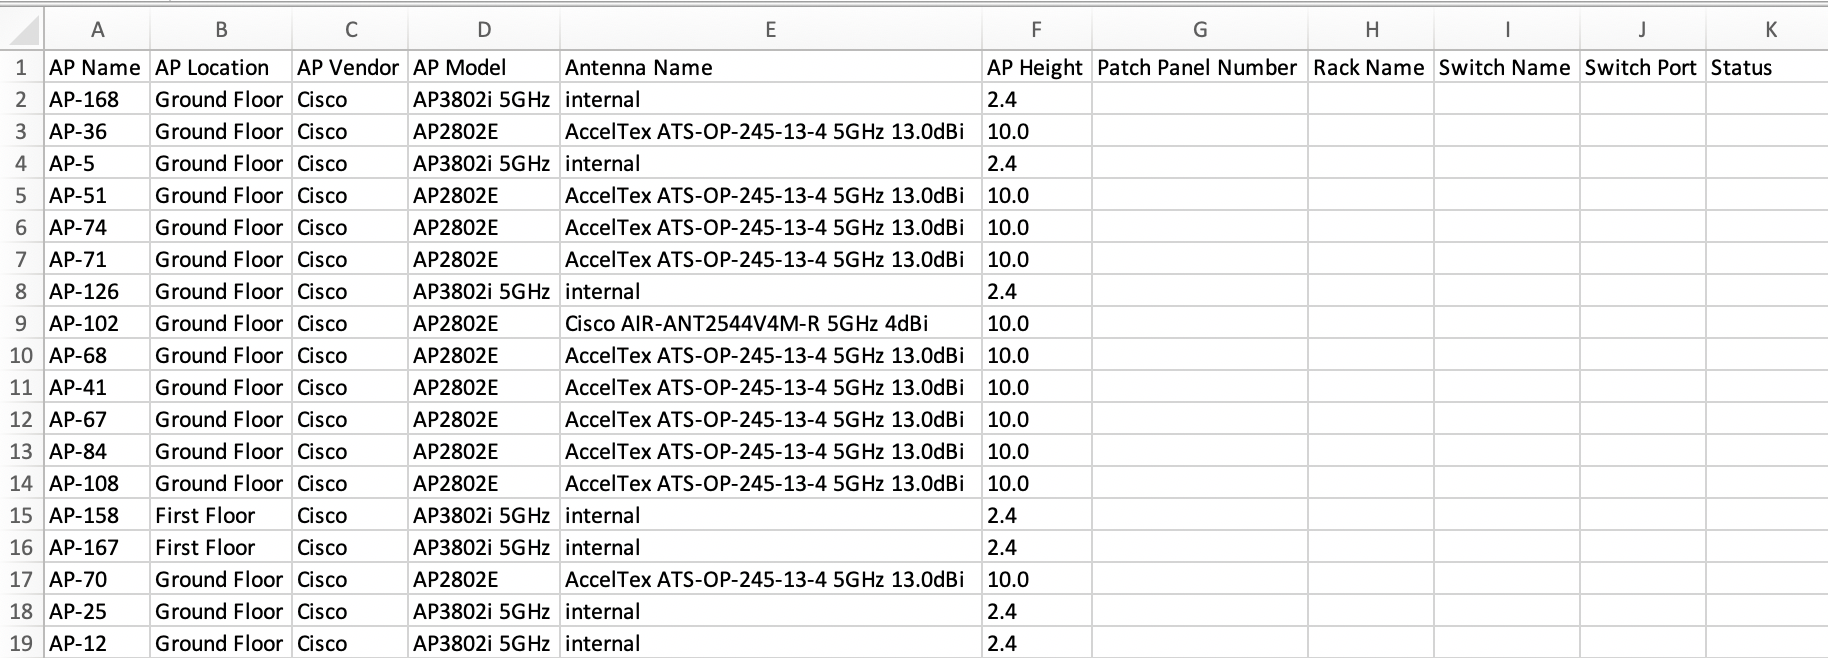 A B C D E F G H I J K
1 AP Name AP Location AP Vendor AP Model Antenna Name AP Height Patch Panel Number Rack Name Switch Name Switch Port Status
2 AP-168 Ground Floor Cisco AP3802i 5GHz internal 2.4
3 AP-36 Ground Floor Cisco AP2802E AccelTex ATS-OP-245-13-4 5GHz 13.0dBi 10.0
4 AP-5 Ground Floor Cisco AP3802i 5GHz internal 2.4
5 AP-51 Ground Floor Cisco AP2802E AccelTex ATS-OP-245-13-4 5GHz 13.0dBi 10.0
6 AP-74 Ground Floor Cisco AP2802E AccelTex ATS-OP-245-13-4 5GHz 13.0dBi 10.0
7 AP-71 Ground Floor Cisco AP2802E AccelTex ATS-OP-245-13-4 5GHz 13.0dBi 10.0
8 AP-126 Ground Floor Cisco AP3802i 5GHz internal 2.4
9 AP-102 Ground Floor Cisco AP2802E Cisco AIR-ANT2544V4M-R 5GHz 4dBi 10.0
10 AP-68 Ground Floor Cisco AP2802E AccelTex ATS-OP-245-13-4 5GHz 13.0dBi 10.0
11 AP-41 Ground Floor Cisco AP2802E AccelTex ATS-OP-245-13-4 5GHz 13.0dBi 10.0
12 AP-67 Ground Floor Cisco AP2802E AccelTex ATS-OP-245-13-4 5GHz 13.0dBi 10.0
13 AP-84 Ground Floor Cisco AP2802E AccelTex ATS-OP-245-13-4 5GHz 13.0dBi 10.0
14 AP-108 Ground Floor Cisco AP2802E AccelTex ATS-OP-245-13-4 5GHz 13.0dBi 10.0
15 AP-158 First Floor Cisco AP3802i 5GHz internal 2.4
16 AP-167 First Floor Cisco AP3802i 5GHz internal 2.4
17 AP-70 Ground Floor Cisco AP2802E AccelTex ATS-OP-245-13-4 5GHz 13.0dBi 10.0
18 AP-25 Ground Floor Cisco AP3802i 5GHz internal 2.4
19 AP-12 Ground Floor Cisco AP3802i 5GHz internal 2.4